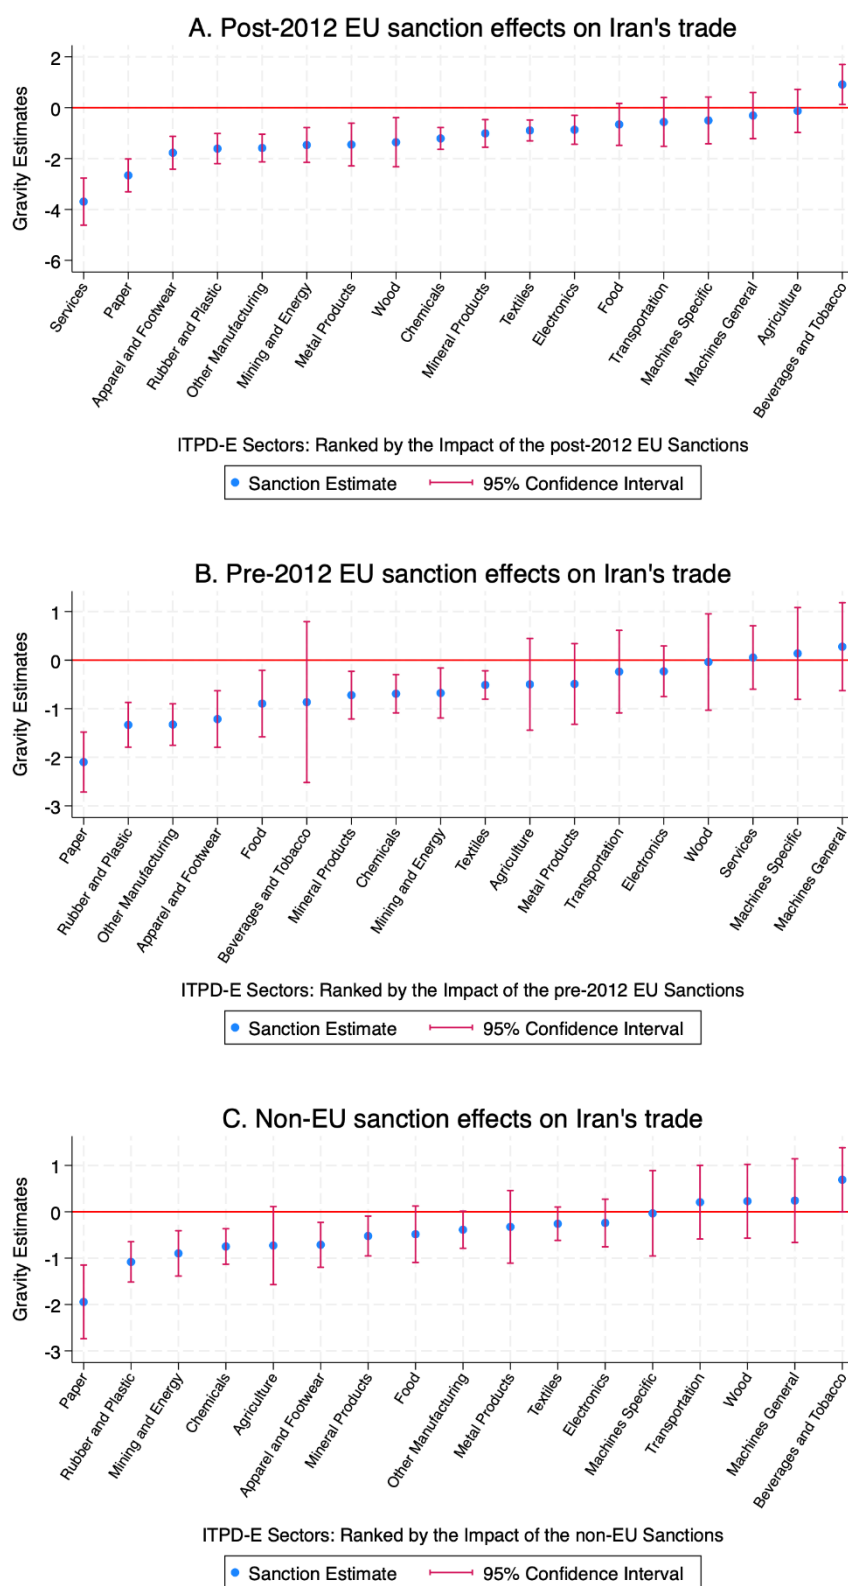 A. Post-2012 EU sanction effects on Iran's trade
Gravity Estimates
2
0
-2
-4
-6
Services
Paper
Apparel and Footwear
Rubber and Plastic
Other Manufacturing
Mining and Energy
Metal Products
Wood
Chemicals
Mineral Products
Textiles
Electronics
Food
Transportation
Machines Specific
Machines General
Agriculture
Beverages and Tobacco
ITPD-E Sectors: Ranked by the Impact of the post-2012 EU Sanctions
Sanction Estimate 95% Confidence Interval
B. Pre-2012 EU sanction effects on Iran's trade
Gravity Estimates
1
0
-1
-2
-3
Paper
Rubber and Plastic
Other Manufacturing
Apparel and Footwear
Food
Beverages and Tobacco
Mineral Products
Chemicals
Mining and Energy
Textiles
Agriculture
Metal Products
Transportation
Electronics
Wood
Services
Machines Specific
Machines General
ITPD-E Sectors: Ranked by the Impact of the pre-2012 EU Sanctions
Sanction Estimate 95% Confidence Interval
C. Non-EU sanction effects on Iran's trade
Gravity Estimates
1
0
-1
-2
-3
Paper
Rubber and Plastic
Mining and Energy
Chemicals
Agriculture
Apparel and Footwear
Mineral Products
Food
Other Manufacturing
Metal Products
Textiles
Electronics
Machines Specific
Transportation
Wood
Machines General
Beverages and Tobacco
ITPD-E Sectors: Ranked by the Impact of the non-EU Sanctions
Sanction Estimate 95% Confidence Interval